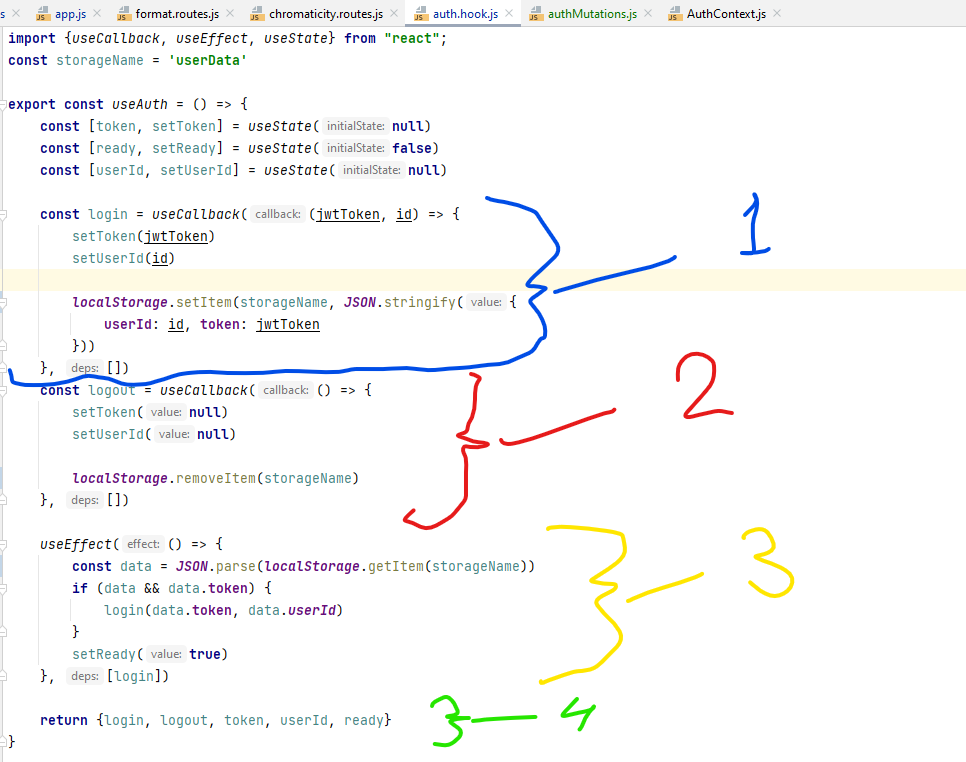 s app.js format.routes.js chromaticity.routes.js auth.hook.js authMutations.js AuthContext.js
import {useCallback, useEffect, useState} from "react";
const storageName = 'userData'
export const useAuth = () => {
const [token, setToken] = useState( initialState: null)
const [ready, setReady] = useState( initialState: false)
const [userId, setUserId] = useState( initialState: null)
const login = useCallback( callback: (jwtToken, id) => {
setToken(jwtToken)
setUserId(id)
localStorage.setItem(storageName, JSON.stringify( value: {
userId: id, token: jwtToken
}))
}, deps: [])
1
const logout = useCallback( callback: () => {
setToken( value: null)
setUserId( value: null)
localStorage.removeItem(storageName)
}, deps: [])
2
useEffect( effect: () => {
const data = JSON.parse(localStorage.getItem(storageName))
if (data && data.token) {
login(data.token, data.userId)
}
setReady( value: true)
}, deps: [login])
3
return {login, logout, token, userId, ready}
3 — 4
}